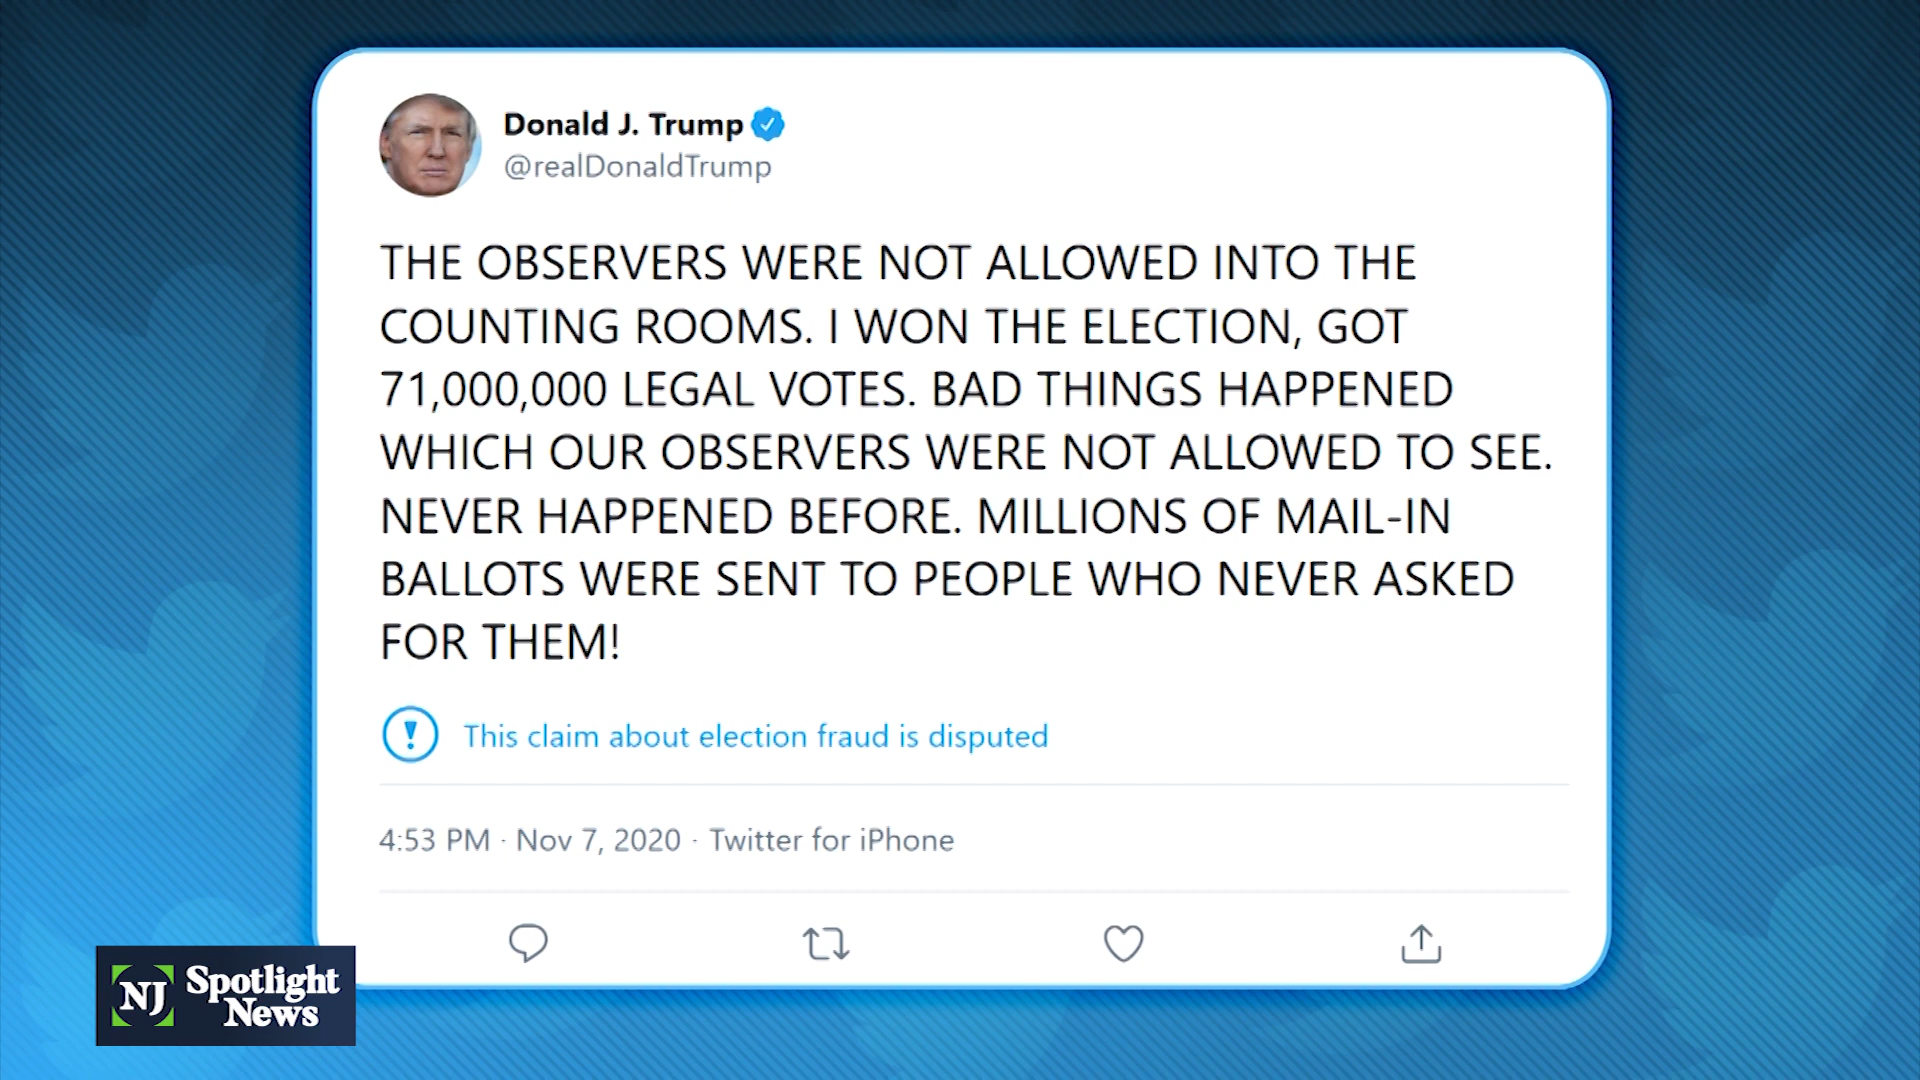 Donald J. Trump
@realDonaldTrump
THE OBSERVERS WERE NOT ALLOWED INTO THE
COUNTING ROOMS. I WON THE ELECTION, GOT
71,000,000 LEGAL VOTES. BAD THINGS HAPPENED
WHICH OUR OBSERVERS WERE NOT ALLOWED TO SEE.
NEVER HAPPENED BEFORE. MILLIONS OF MAIL-IN
BALLOTS WERE SENT TO PEOPLE WHO NEVER ASKED
FOR THEM!
This claim about election fraud is disputed
4:53 PM · Nov 7, 2020 · Twitter for iPhone
NJ Spotlight
News